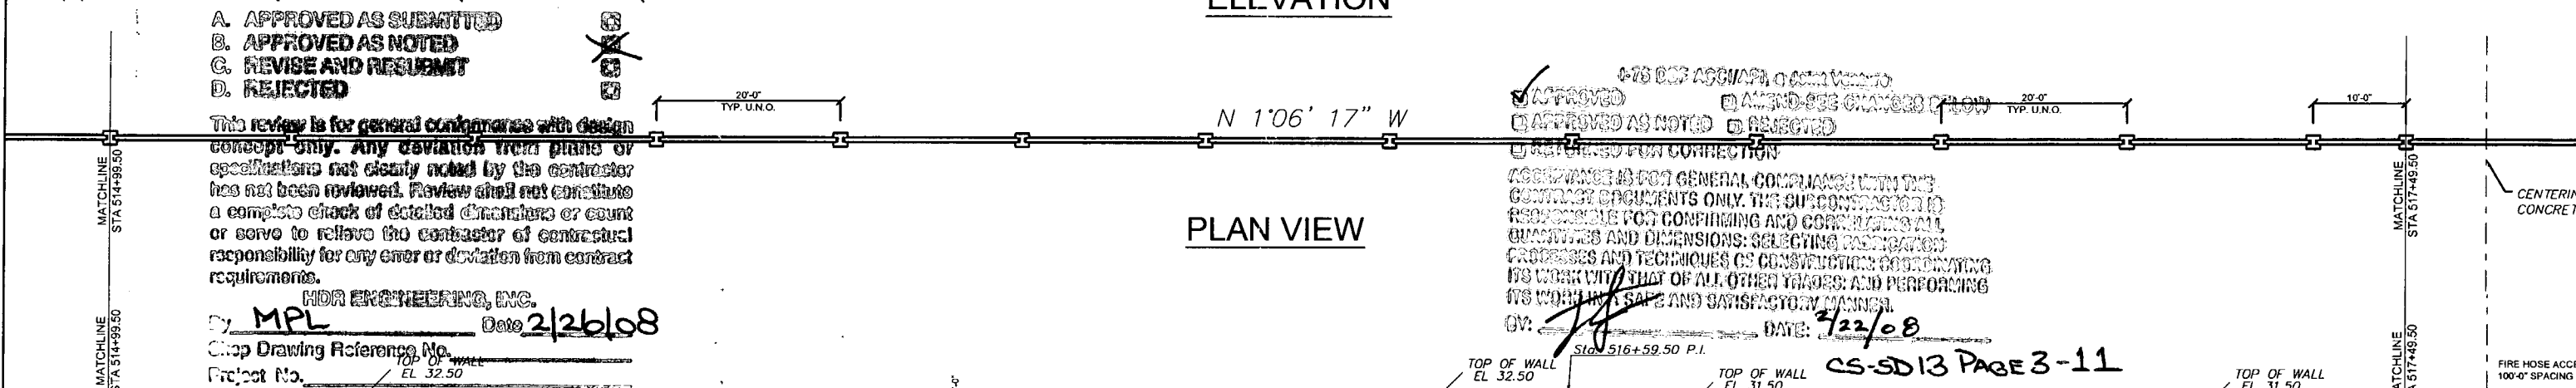 ELEVATION
A. APPROVED AS SUBMITTED
B. APPROVED AS NOTED
C. REVISE AND RESUBMIT
D. REJECTED
This review is for general conformance with design
concept only. Any deviation from plans or
specifications not clearly noted by the contractor
has not been reviewed. Review shall not constitute
a complete check of detailed dimensions or count
or serve to relieve the contractor of contractual
responsibility for any error or deviation from contract
requirements.
HDR ENGINEERING, INC.
By MPL Date 2/26/08
Shop Drawing Reference No.
Project No.
MATCHLINE
STA 514+99.50
MATCHLINE
STA 514+99.50
TOP OF WALL
EL 32.50
20'-0"
TYP. U.N.O.
N 1°06' 17" W
PLAN VIEW
Joint Venture
APPROVED
AMEND-SEE CHANGES BELOW
APPROVED AS NOTED
REJECTED
RETURNED FOR CORRECTION
ACCEPTANCE IS FOR GENERAL COMPLIANCE WITH THE
CONTRACT DOCUMENTS ONLY. THE SUBCONTRACTOR IS
RESPONSIBLE FOR CONFIRMING AND CORRELATING ALL
QUANTITIES AND DIMENSIONS: SELECTING FABRICATION
PROCESSES AND TECHNIQUES OF CONSTRUCTION: COORDINATING
ITS WORK WITH THAT OF ALL OTHER TRADES: AND PERFORMING
ITS WORK IN A SAFE AND SATISFACTORY MANNER.
BY: DATE: 2/22/08
Sta. 516+59.50 P.I.
CS-SD13 PAGE 3-11
TOP OF WALL
EL 32.50
TOP OF WALL
EL 31.50
TOP OF WALL
EL 31.50
20'-0"
TYP. U.N.O.
10'-0"
MATCHLINE
STA 517+49.50
MATCHLINE
STA 517+49.50
FIRE HOSE
100'-0" SPACING